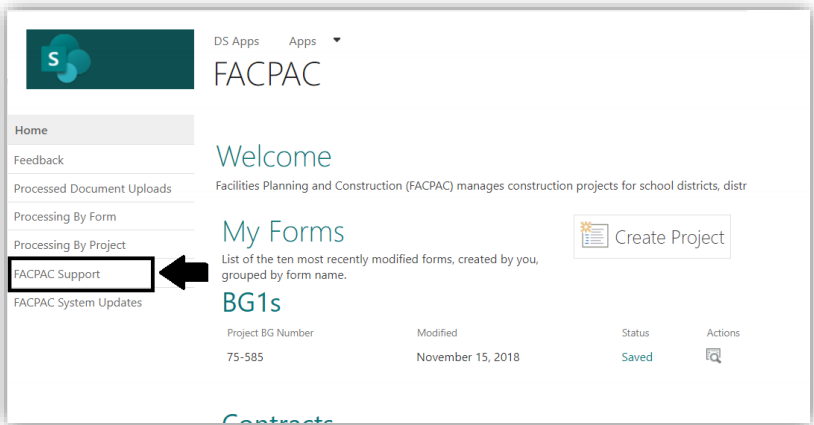 S
DS Apps Apps
FACPAC
Home
Feedback
Processed Document Uploads
Processing By Form
Processing By Project
FACPAC Support
FACPAC System Updates
Welcome
Facilities Planning and Construction (FACPAC) manages construction projects for school districts, distr
My Forms
Create Project
List of the ten most recently modified forms, created by you,
grouped by form name.
BG1s
Project BG Number Modified Status Actions
75-585 November 15, 2018 Saved
Contracts